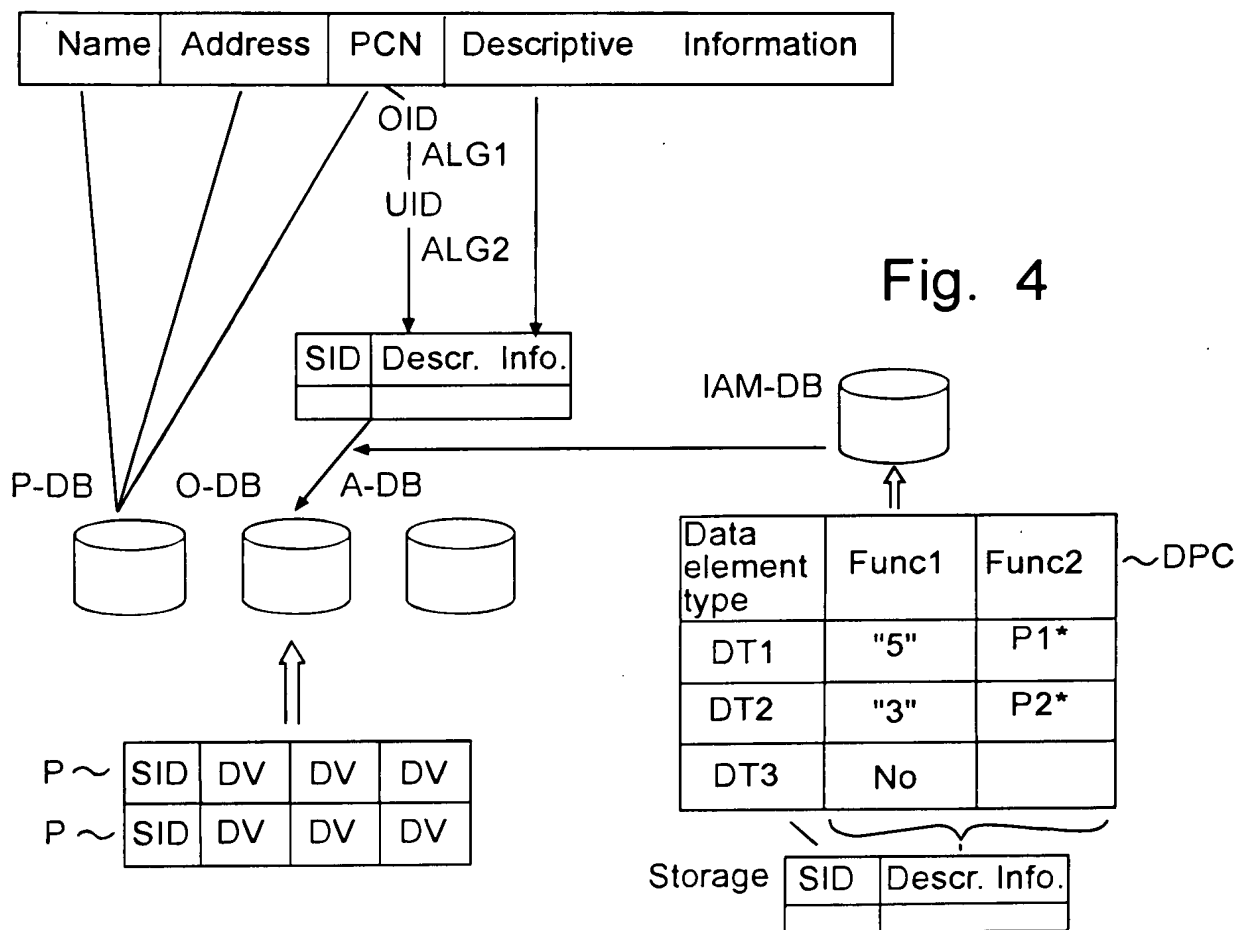 Name Address PCN Descriptive Information
OID
ALG1
UID
ALG2
Fig. 4
SID Descr. Info.
IAM-DB
P-DB O-DB A-DB
Data element type Func1 Func2 ~DPC
DT1 "5" P1*
DT2 "3" P2*
DT3 No
P~ SID DV DV DV
P~ SID DV DV DV
Storage SID Descr. Info.